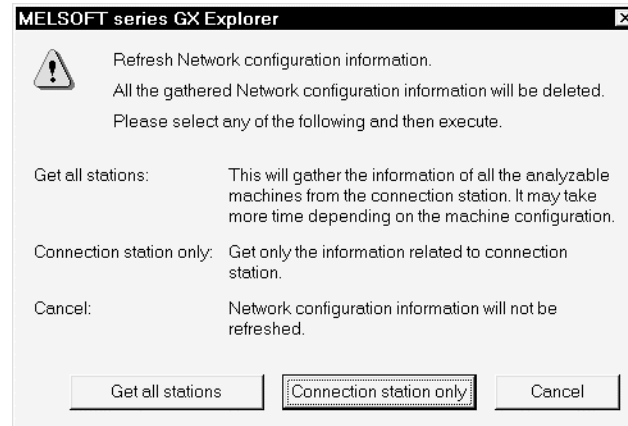 MELSOFT series GX Explorer
Refresh Network configuration information.
All the gathered Network configuration information will be deleted.
Please select any of the following and then execute.
Get all stations: This will gather the information of all the analyzable
machines from the connection station. It may take
more time depending on the machine configuration.
Connection station only: Get only the information related to connection
station.
Cancel: Network configuration information will not be
refreshed.
Get all stations Connection station only Cancel